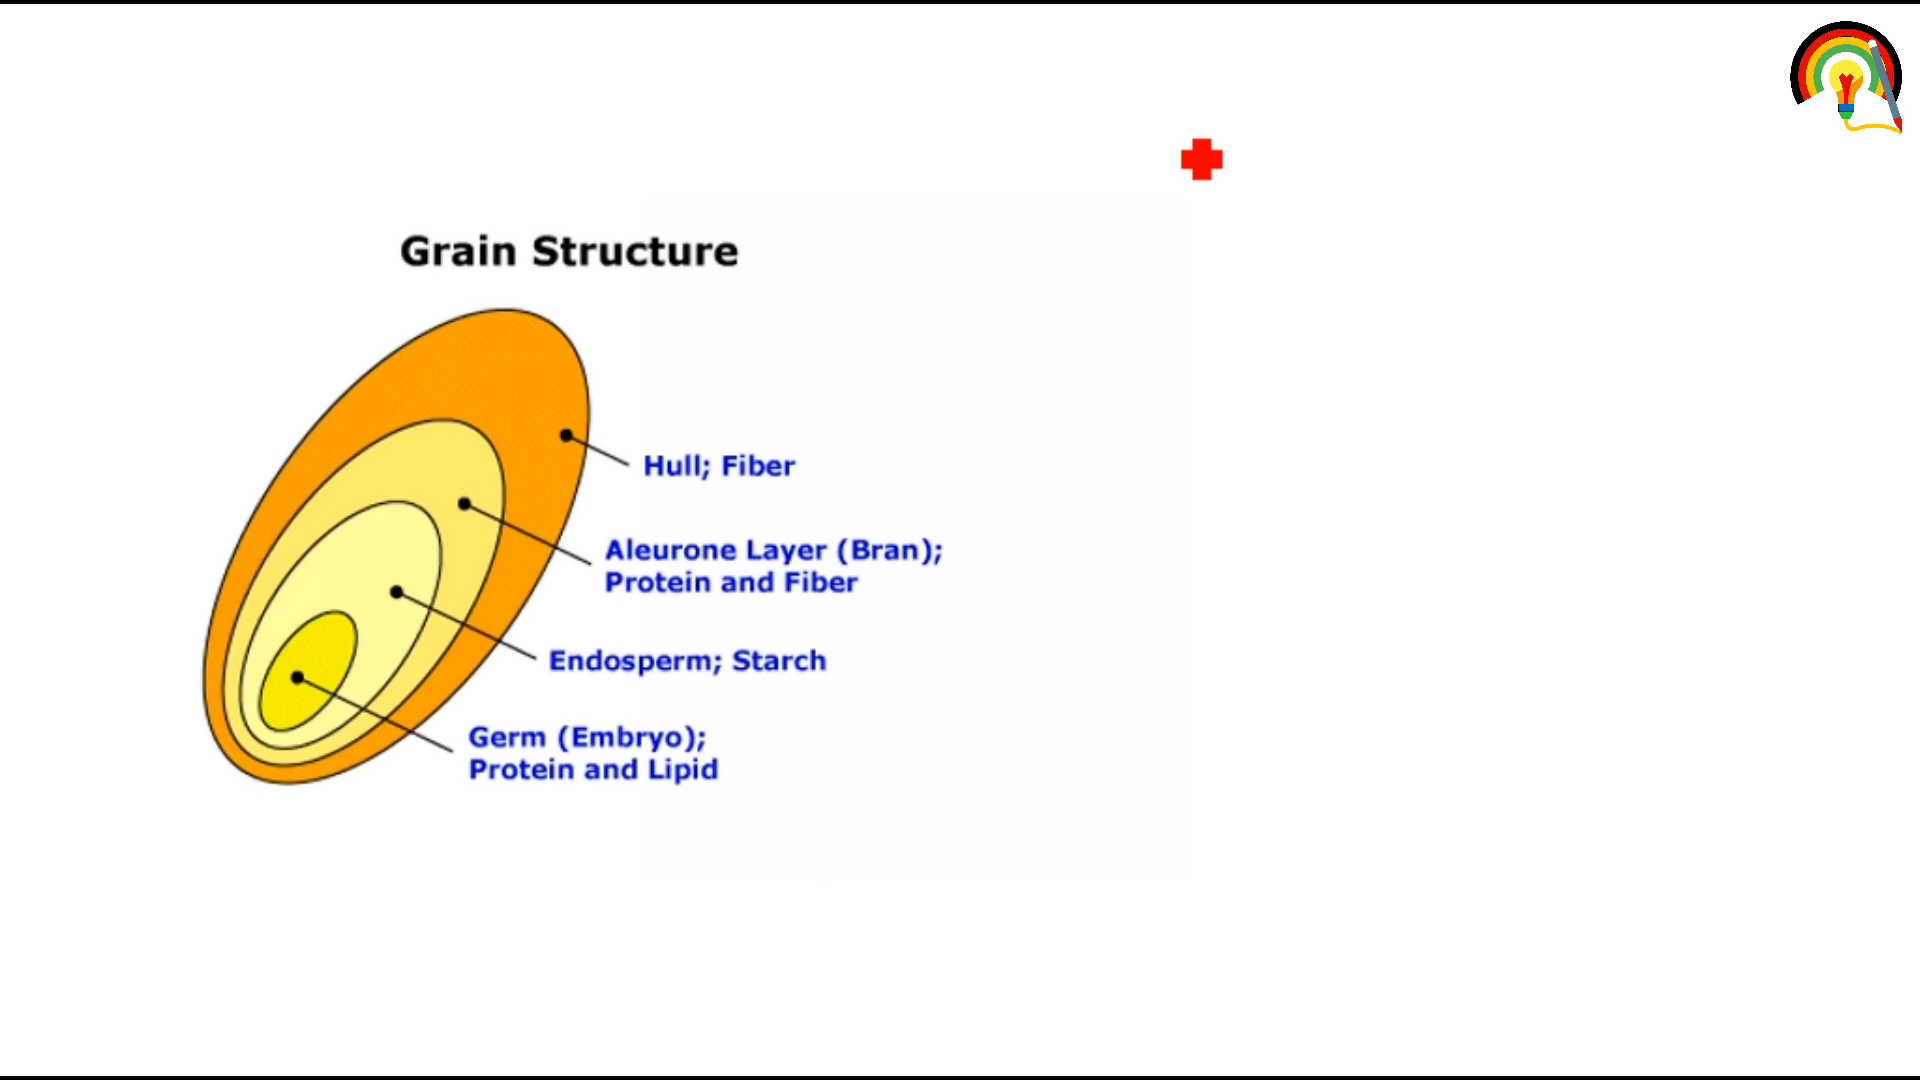 Grain Structure
Hull; Fiber
Aleurone Layer (Bran);
Protein and Fiber
Endosperm; Starch
Germ (Embryo);
Protein and Lipid